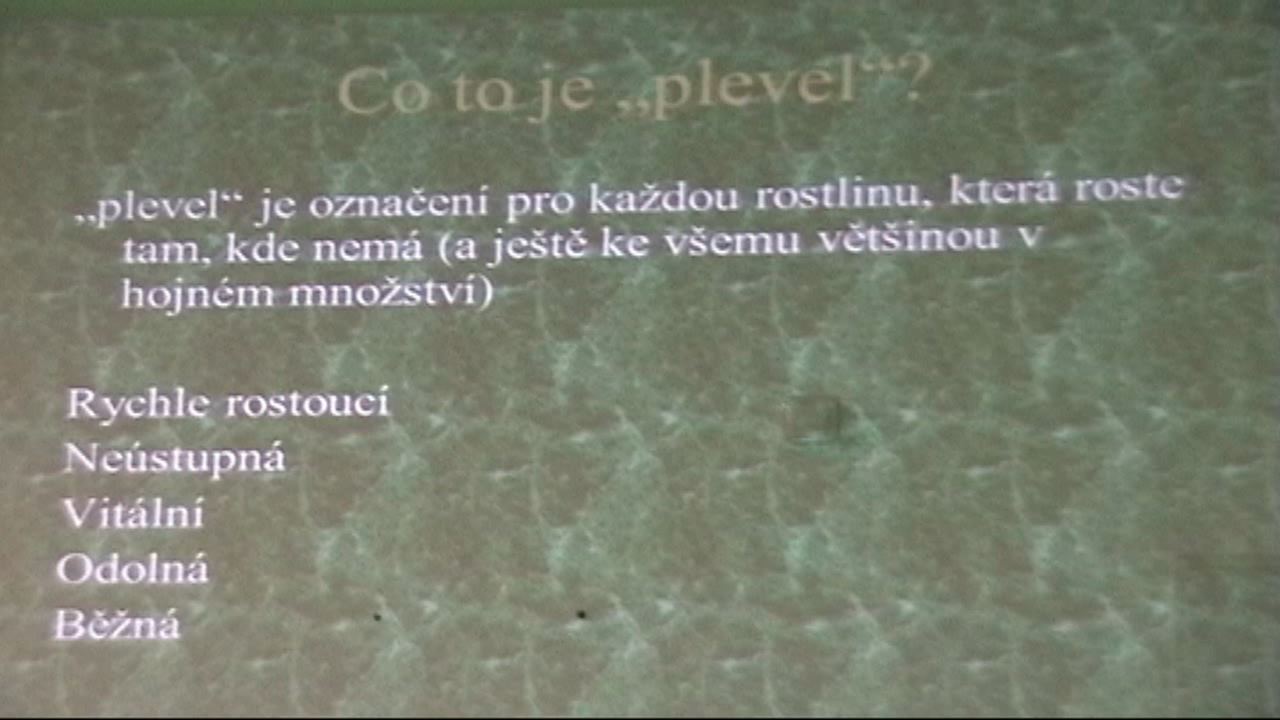 Co to je „plevel“?
„plevel“ je označení pro každou rostlinu, která roste
tam, kde nemá (a ještě ke všemu většinou v
hojném množství)
Rychle rostoucí
Neústupná
Vitální
Odolná
Běžná